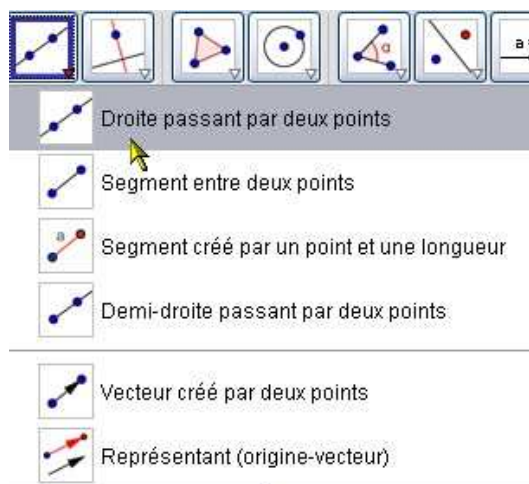 α
a =
Droite passant par deux points
Segment entre deux points
a
Segment créé par un point et une longueur
Demi-droite passant par deux points
Vecteur créé par deux points
Représentant (origine-vecteur)